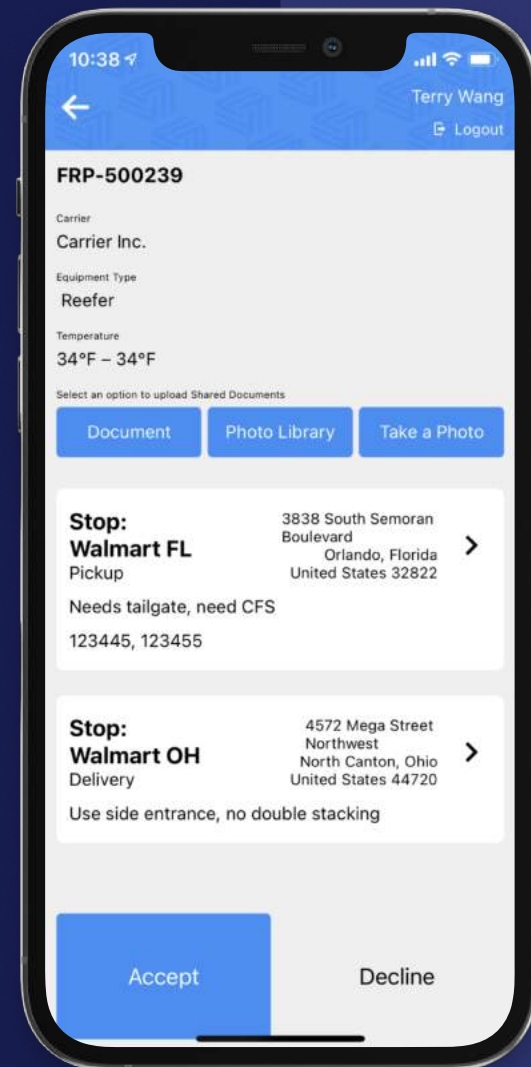 10:38
Terry Wang
Logout
FRP-500239
Carrier
Carrier Inc.
Equipment Type
Reefer
Temperature
34°F – 34°F
Select an option to upload Shared Documents
Document Photo Library Take a Photo
Stop:
Walmart FL
Pickup
3838 South Semoran
Boulevard
Orlando, Florida
United States 32822
Needs tailgate, need CFS
123445, 123455
Stop:
Walmart OH
Delivery
4572 Mega Street
Northwest
North Canton, Ohio
United States 44720
Use side entrance, no double stacking
Accept Decline